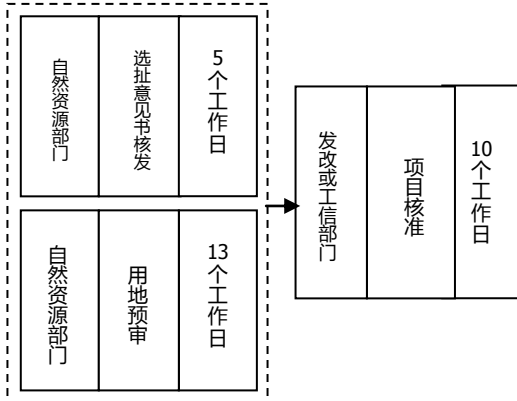 自然资源部门
选扯意见书核发
5个工作日
自然资源部门
用地预审
13个工作日
发改或工信部门
项目核准
10个工作日